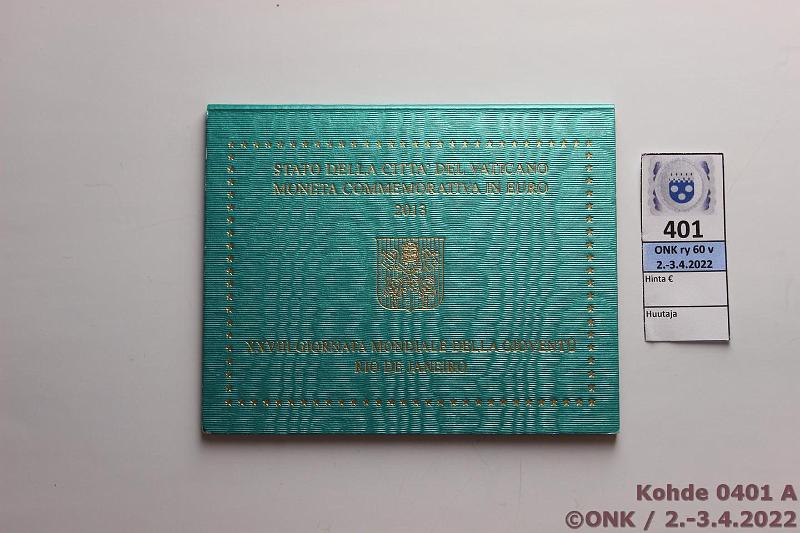 STATO DELLA CITTA' DEL VATICANO
MONETA COMMEMORATIVA IN EURO
2013
XXVIII GIORNATA MONDIALE DELLA GIOVENTÙ
RIO DE JANEIRO
401
ONK ry 60 v
2.-3.4.2022
Hinta €
Huutaja
Kohde 0401 A
©ONK / 2.-3.4.2022